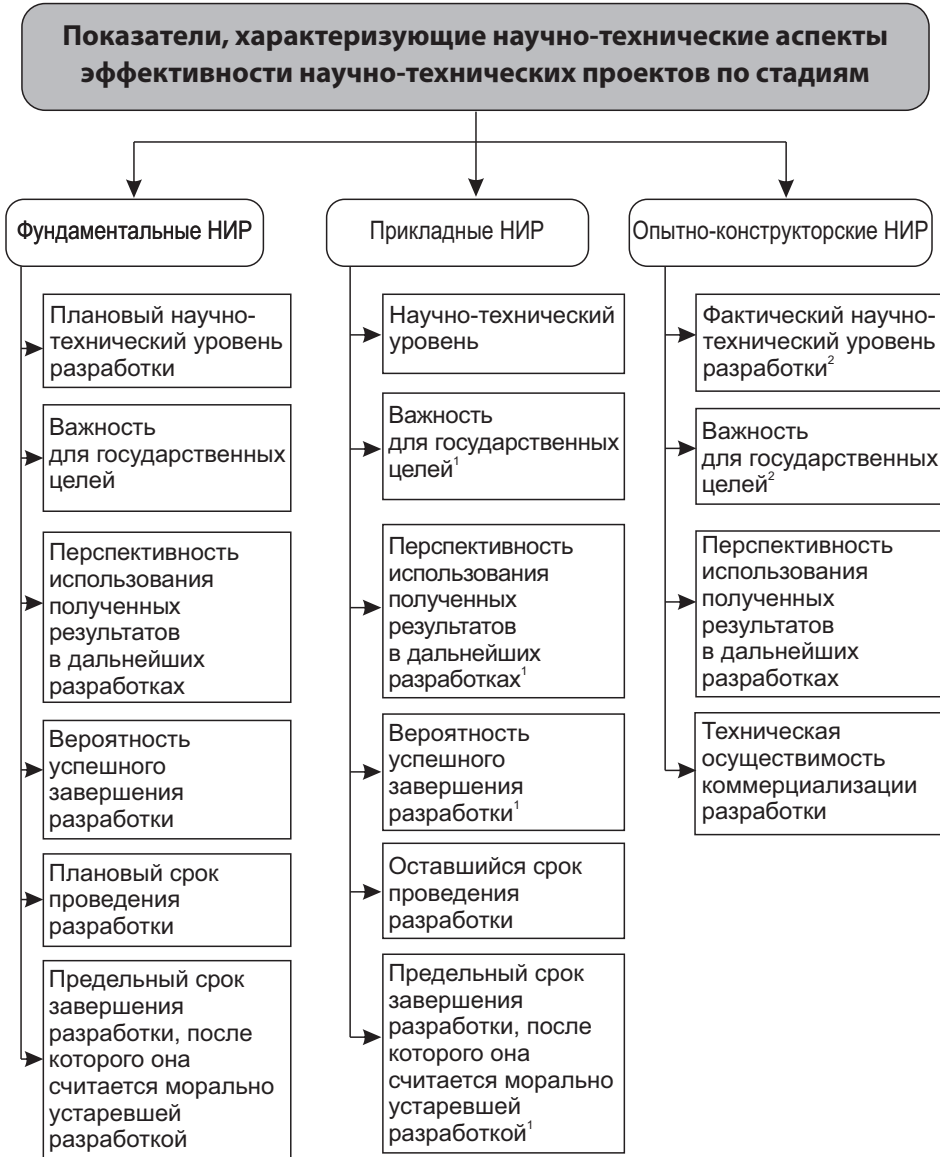 Показатели, характеризующие научно-технические аспекты
эффективности научно-технических проектов по стадиям
Фундаментальные НИР
Плановый научно-
технический уровень
разработки
Важность
для государственных
целей
Перспективность
использования
полученных
результатов
в дальнейших
разработках
Вероятность
успешного
завершения
разработки
Плановый срок
проведения
разработки
Предельный срок
завершения
разработки, после
которого она
считается морально
устаревшей
разработкой
Прикладные НИР
Научно-технический
уровень
Важность
для государственных
целей¹
Перспективность
использования
полученных
результатов
в дальнейших
разработках¹
Вероятность
успешного
завершения
разработки¹
Оставшийся срок
проведения
разработки
Предельный срок
завершения
разработки, после
которого она
считается морально
устаревшей
разработкой¹
Опытно-конструкторские НИР
Фактический научно-
технический уровень
разработки²
Важность
для государственных
целей²
Перспективность
использования
полученных
результатов
в дальнейших
разработках
Техническая
осуществимость
коммерциализации
разработки